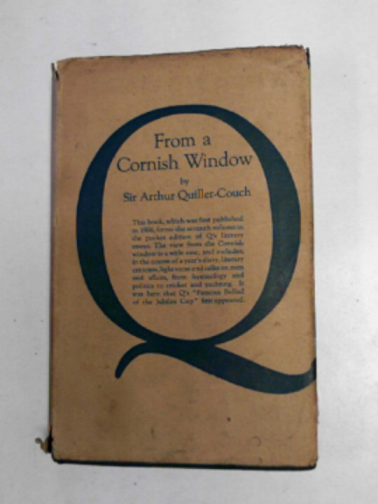 From a
Cornish Window
by
Sir Arthur Quiller-Couch
This book, which was first published
in 1906, forms the seventh volume in
the pocket edition of Q's literary
essays. The view from the Cornish
window is a wide one, and includes,
in the course of a year's diary, literary
criticism, light verse and talks on men
and affairs, from hymnology and
politics to cricket and yachting. It
was here that Q's "Famous Ballad
of the Jubilee Cup" first appeared.
Q